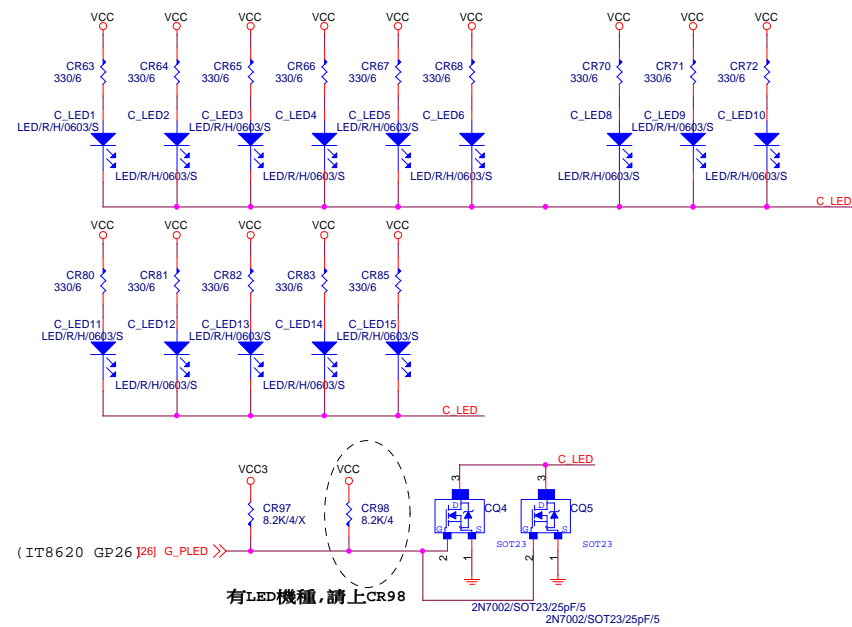 VCC VCC VCC VCC VCC VCC VCC VCC VCC
CR63 CR64 CR65 CR66 CR67 CR68 CR70 CR71 CR72
330/6 330/6 330/6 330/6 330/6 330/6 330/6 330/6 330/6
C_LED1 C_LED2 C_LED3 C_LED4 C_LED5 C_LED6 C_LED8 C_LED9 C_LED10
LED/R/H/0603/S LED/R/H/0603/S LED/R/H/0603/S LED/R/H/0603/S
LED/R/H/0603/S LED/R/H/0603/S LED/R/H/0603/S LED/R/H/0603/S LED/R/H/0603/S
C_LED
VCC VCC VCC VCC VCC
CR80 CR81 CR82 CR83 CR85
330/6 330/6 330/6 330/6 330/6
C_LED11 C_LED12 C_LED13 C_LED14 C_LED15
LED/R/H/0603/S LED/R/H/0603/S LED/R/H/0603/S
LED/R/H/0603/S LED/R/H/0603/S
C_LED
C_LED
VCC3 VCC
3 3
CR97 CR98 D CQ4 D CQ5
8.2K/4/X 8.2K/4
G S G S
SOT23 SOT23
(IT8620 GP26) [26] G_PLED
2 1 2 1
有LED機種,請上CR98
2N7002/SOT23/25pF/5
2N7002/SOT23/25pF/5